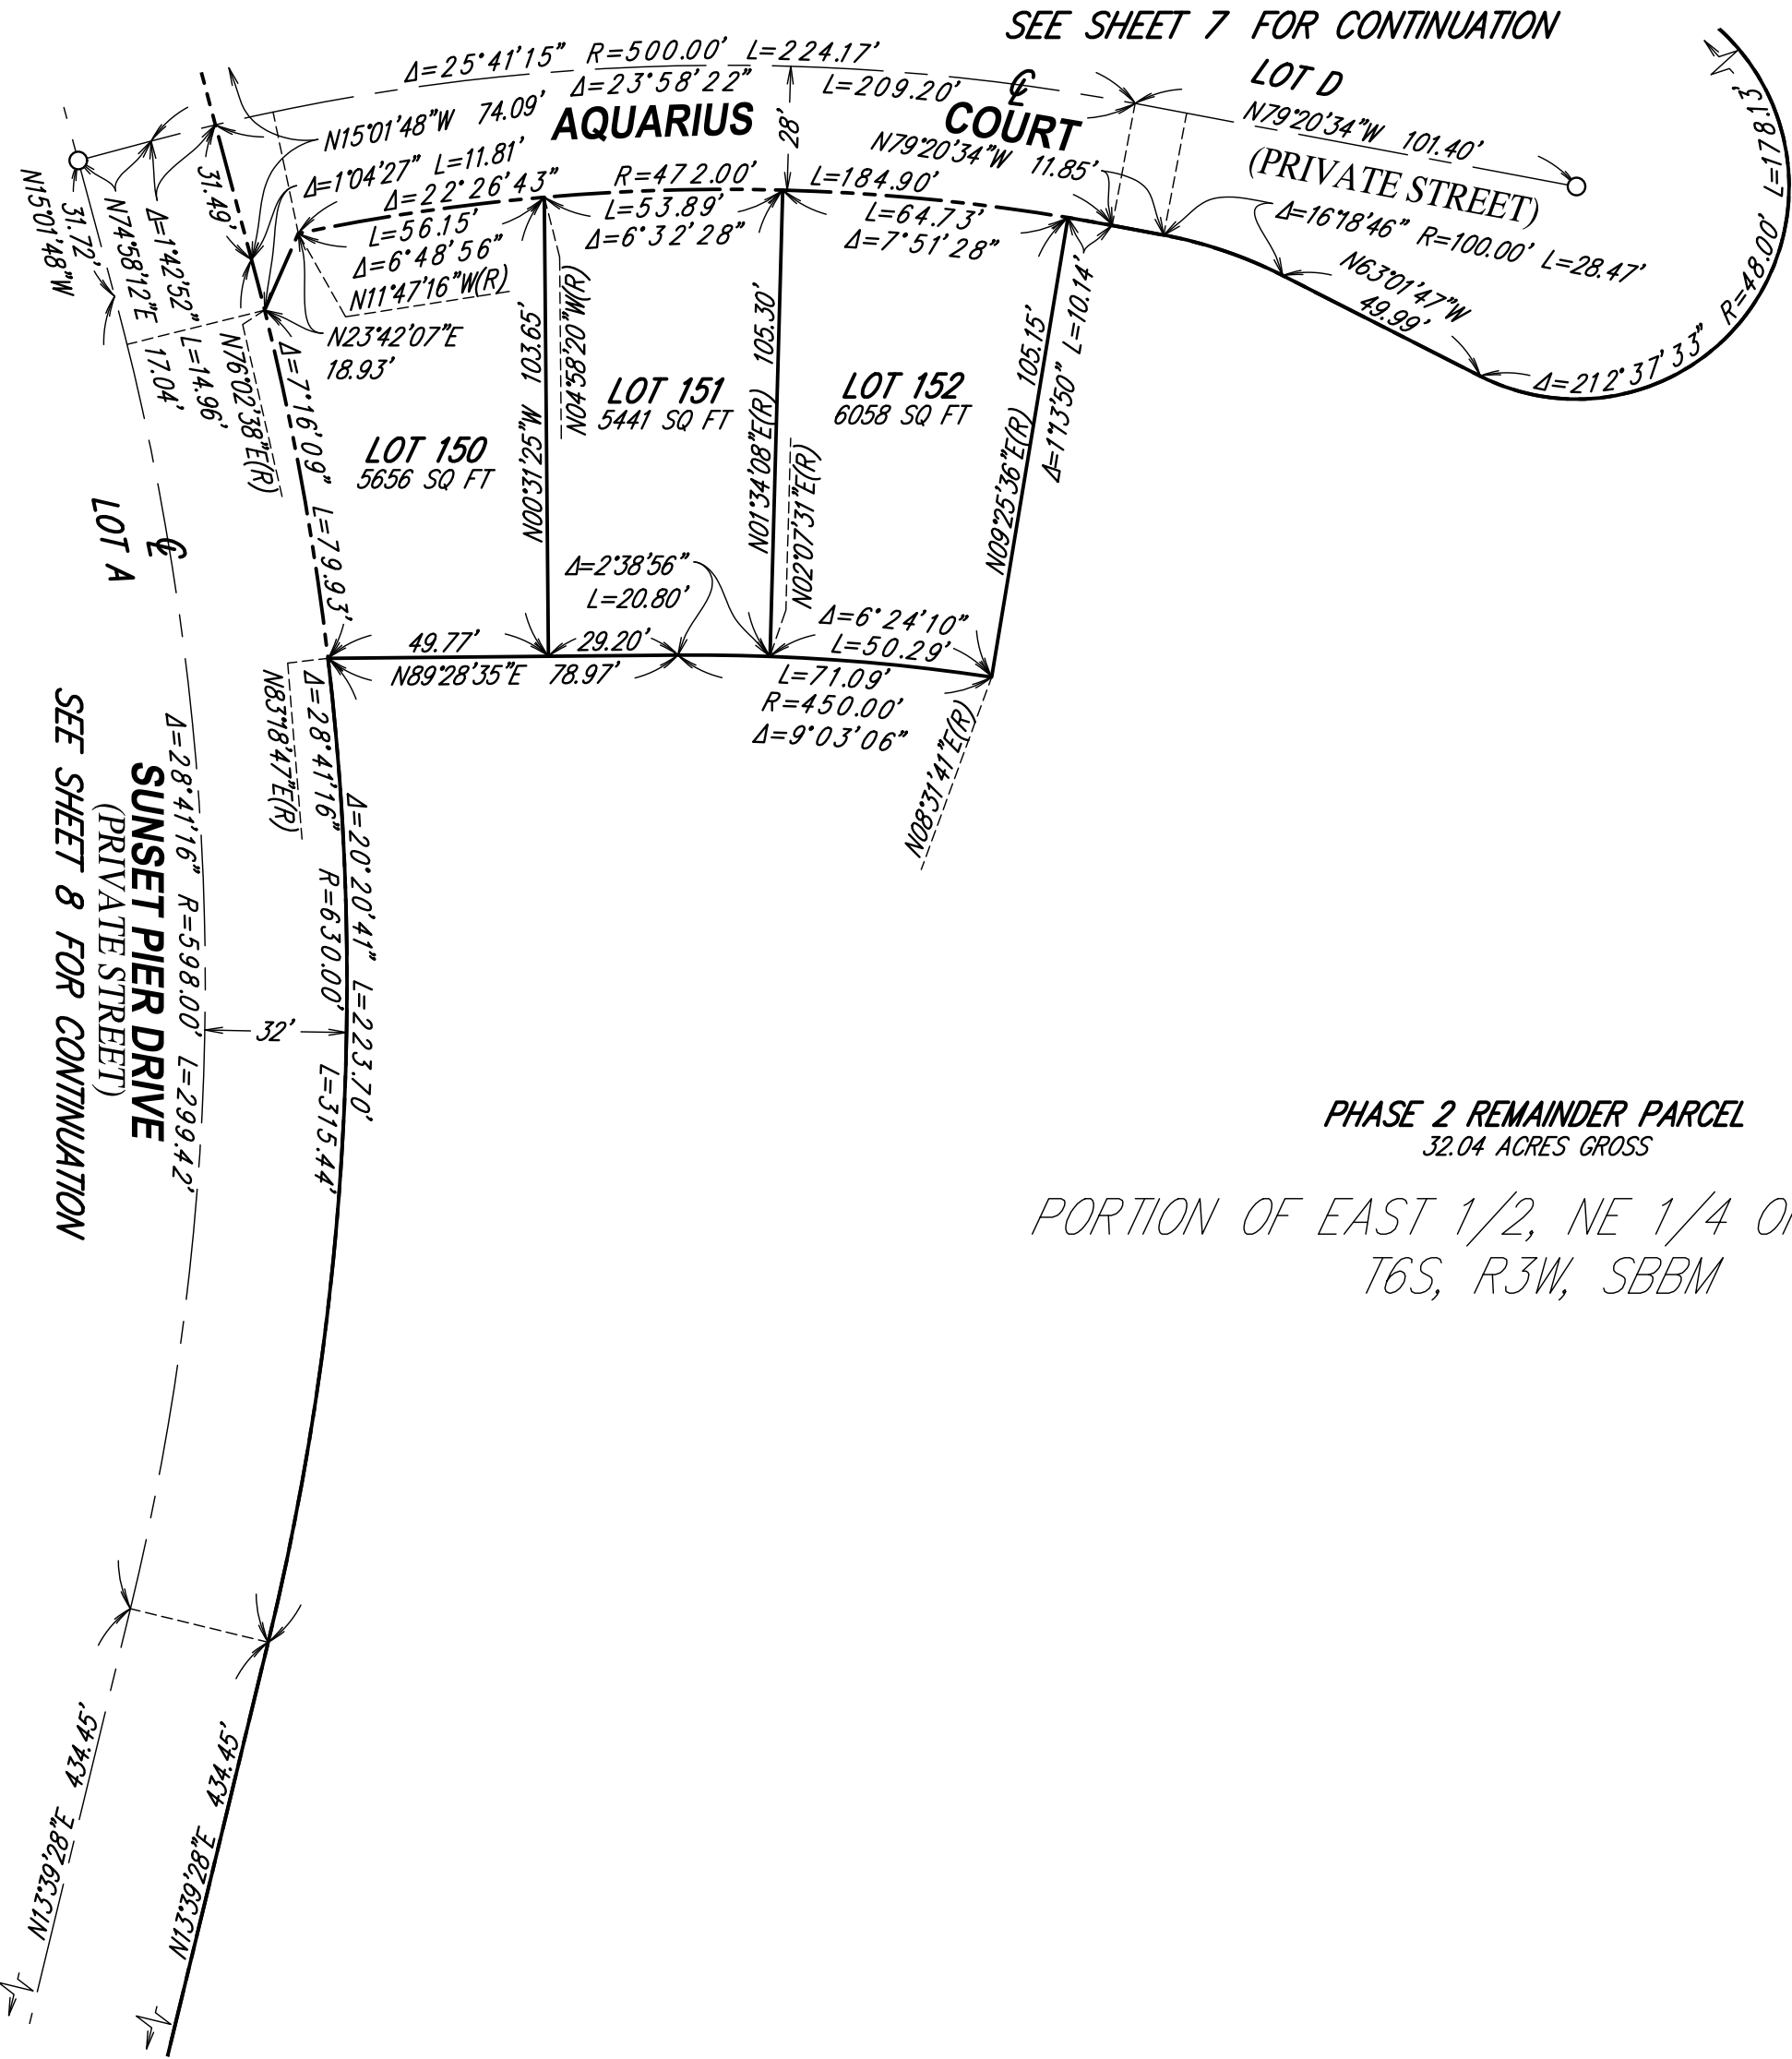 SEE SHEET 7 FOR CONTINUATION
Δ=25°41'15" R=500.00' L=224.17'
Δ=23°58'22" L=209.20'
AQUARIUS COURT
℄
LOT D
N79°20'34"W 101.40'
(PRIVATE STREET)
N15°01'48"W 74.09'
Δ=1°04'27" L=11.81'
Δ=22°26'43" R=472.00' L=184.90'
28'
N79°20'34"W 11.85'
L=56.15'
Δ=6°48'56"
N11°47'16"W(R)
L=53.89'
Δ=6°32'28"
L=64.73'
Δ=7°51'28"
Δ=16°18'46" R=100.00' L=28.47'
N63°01'47"W
49.99'
Δ=212°37'33" R=48.00' L=178.13'
31.49'
N15°01'48"W
31.72'
N74°58'12"E 17.04'
Δ=1°42'52" L=14.96'
N76°02'38"E(R)
N23°42'07"E
18.93'
Δ=7°16'09" L=79.93'
LOT 150
5656 SQ FT
N00°31'25"W 103.65'
N04°58'20"W(R)
LOT 151
5441 SQ FT
N01°34'08"E(R) 105.30'
N02°07'31"E(R)
LOT 152
6058 SQ FT
N09°25'36"E(R) 105.15'
Δ=1°13'50" L=10.14'
LOT A
℄
Δ=2°38'56"
L=20.80'
Δ=6°24'10"
L=50.29'
49.77'
29.20'
N89°28'35"E 78.97'
L=71.09'
R=450.00'
Δ=9°03'06"
N08°31'41"E(R)
N83°18'47"E(R)
Δ=28°41'16" R=630.00' L=315.44'
Δ=20°20'41" L=223.70'
Δ=28°41'16" R=598.00' L=299.42'
SUNSET PIER DRIVE
(PRIVATE STREET)
SEE SHEET 8 FOR CONTINUATION
32'
PHASE 2 REMAINDER PARCEL
32.04 ACRES GROSS
PORTION OF EAST 1/2, NE 1/4
T6S, R3W, SBBM
N13°39'28"E 434.45'
N13°39'28"E 434.45'